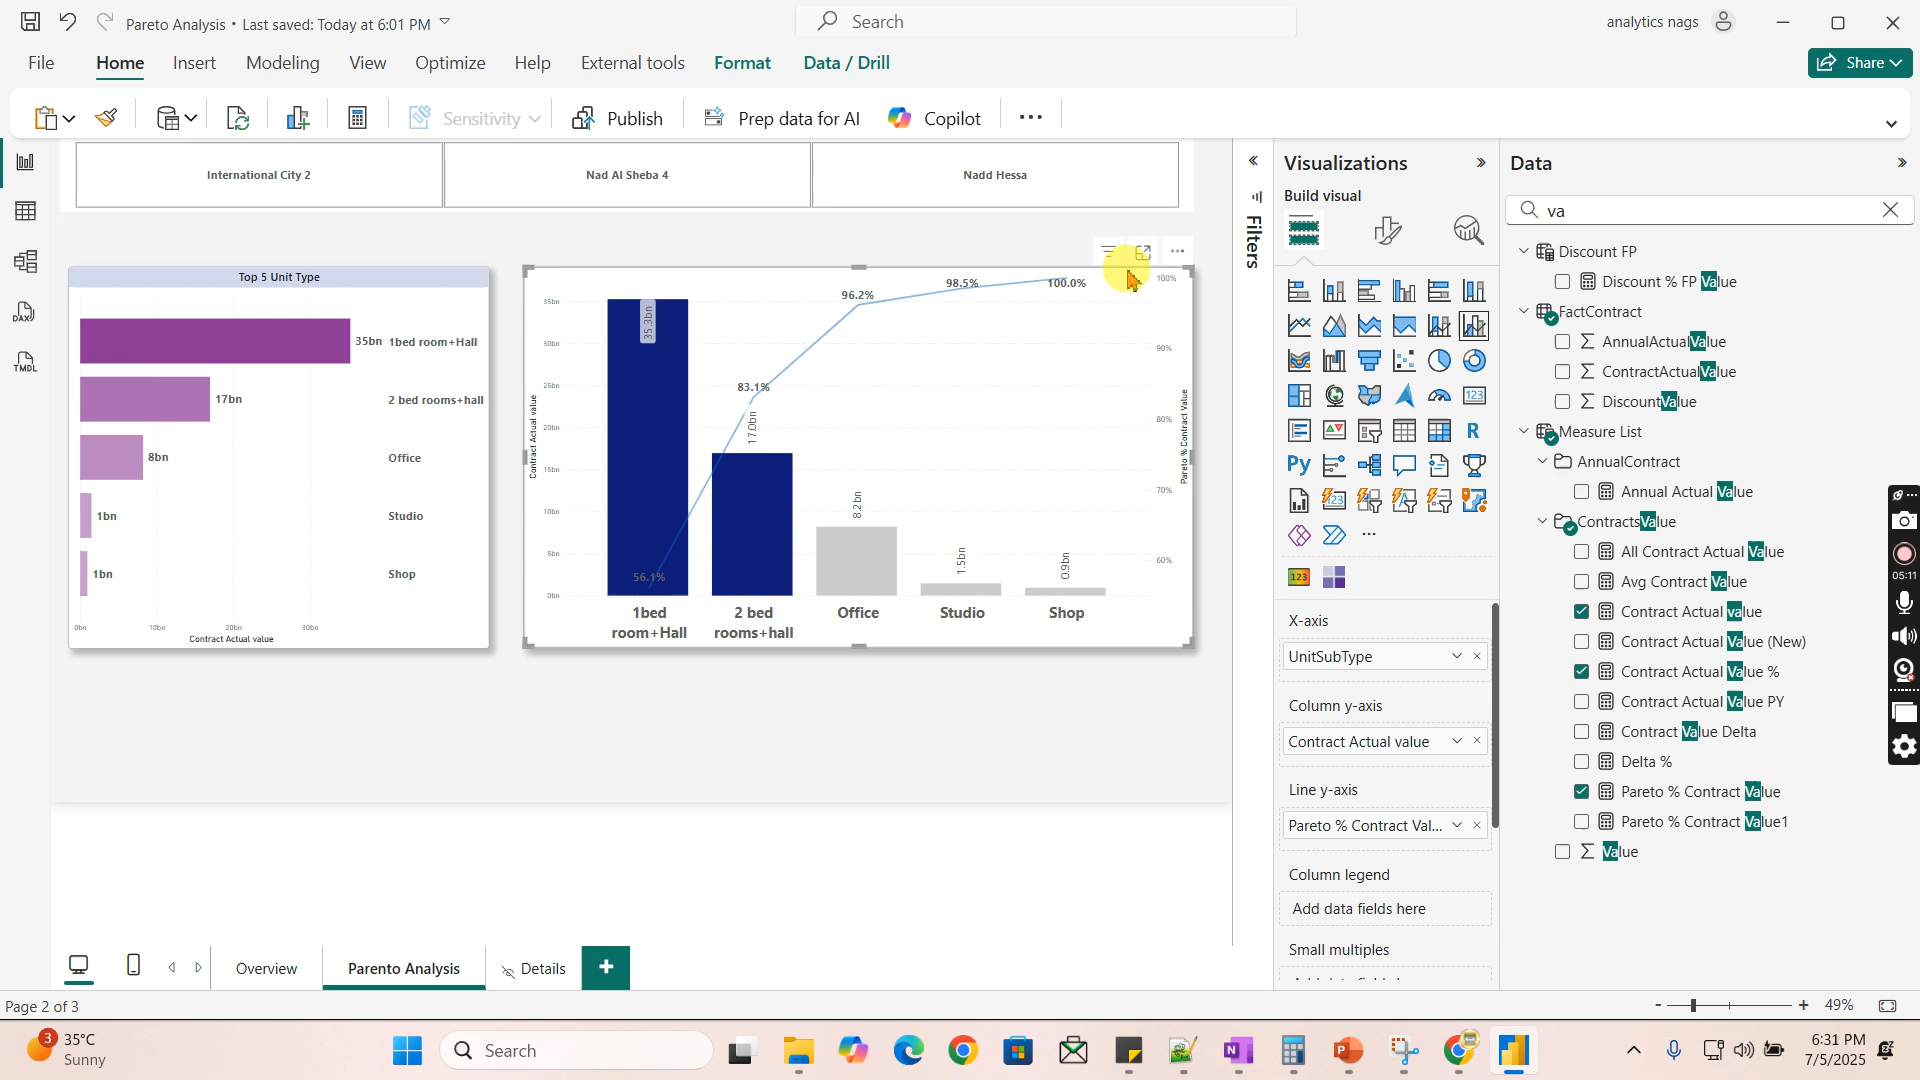 Pareto Analysis • Last saved: Today at 6:01 PM
Search
analytics nags
File Home Insert Modeling View Optimize Help External tools Format Data / Drill
Share
Sensitivity
Publish
Prep data for AI
Copilot
International City 2
Nad Al Sheba 4
Nadd Hessa
Top 5 Unit Type
35bn 1bed room+Hall
17bn 2 bed rooms+hall
8bn Office
1bn Studio
1bn Shop
0bn 10bn 20bn 30bn
Contract Actual value
Contract Actual value
35bn
30bn
25bn
20bn
15bn
10bn
5bn
0bn
35.3bn
17.0bn
8.2bn
1.5bn
0.9bn
56.1%
83.1%
96.2%
98.5%
100.0%
100%
90%
80%
70%
60%
Pareto % Contract Value
1bed room+Hall
2 bed rooms+hall
Office
Studio
Shop
Filters
Visualizations
Build visual
X-axis
UnitSubType
Column y-axis
Contract Actual value
Line y-axis
Pareto % Contract Val...
Column legend
Add data fields here
Small multiples
Data
va
Discount FP
Discount % FP Value
FactContract
AnnualActualValue
ContractActualValue
DiscountValue
Measure List
AnnualContract
Annual Actual Value
ContractsValue
All Contract Actual Value
Avg Contract Value
Contract Actual value
Contract Actual Value (New)
Contract Actual Value %
Contract Actual Value PY
Contract Value Delta
Delta %
Pareto % Contract Value
Pareto % Contract Value1
Value
05:11
DAX
TMDL
123
R
Py
123
123
Overview
Parento Analysis
Details
Page 2 of 3
- + 49%
3
35°C
Sunny
Search
6:31 PM
7/5/2025